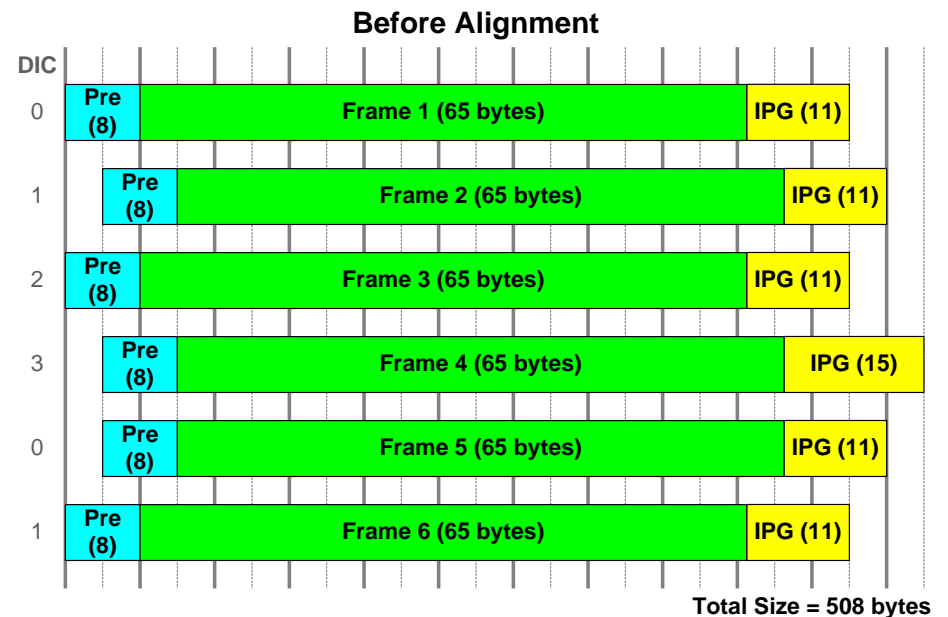 Before Alignment
DIC
0
Pre
(8)
Frame 1 (65 bytes)
IPG (11)
1
Pre
(8)
Frame 2 (65 bytes)
IPG (11)
2
Pre
(8)
Frame 3 (65 bytes)
IPG (11)
3
Pre
(8)
Frame 4 (65 bytes)
IPG (15)
0
Pre
(8)
Frame 5 (65 bytes)
IPG (11)
1
Pre
(8)
Frame 6 (65 bytes)
IPG (11)
Total Size = 508 bytes